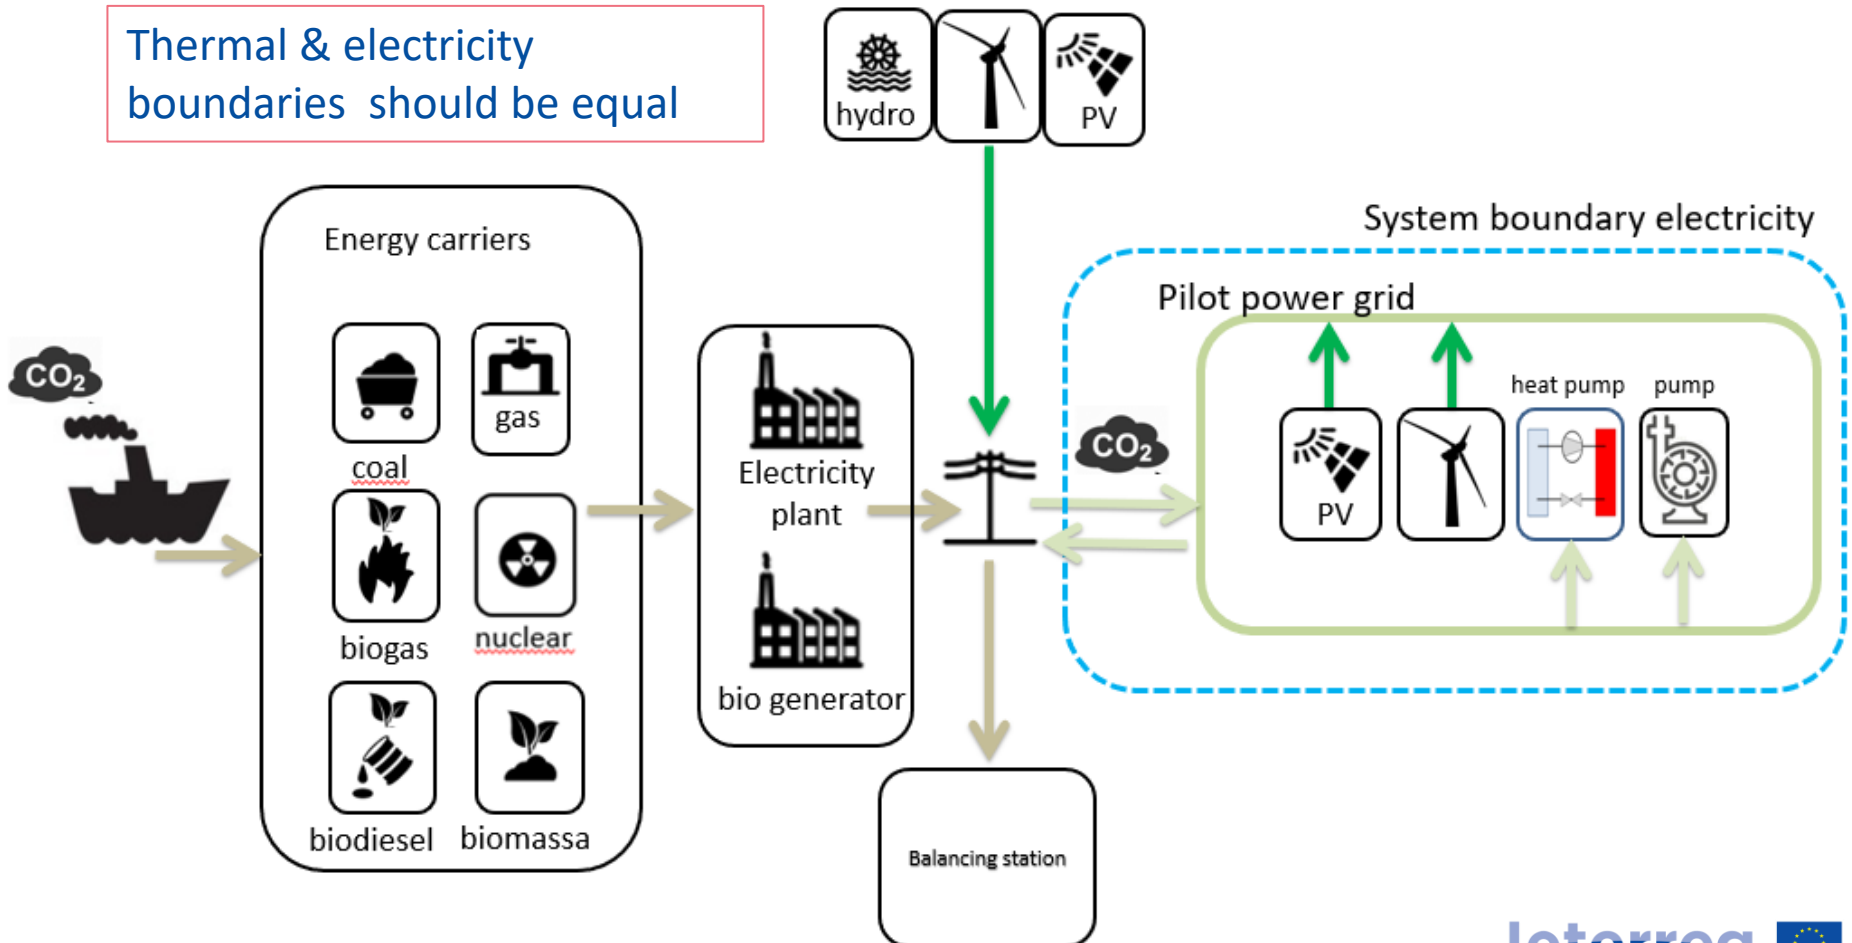 Thermal & electricity
boundaries should be equal
hydro
PV
System boundary electricity
Energy carriers
Pilot power grid
CO₂
gas
heat pump
pump
coal
CO₂
Electricity
plant
PV
biogas
nuclear
bio generator
biodiesel
biomassa
Balancing station